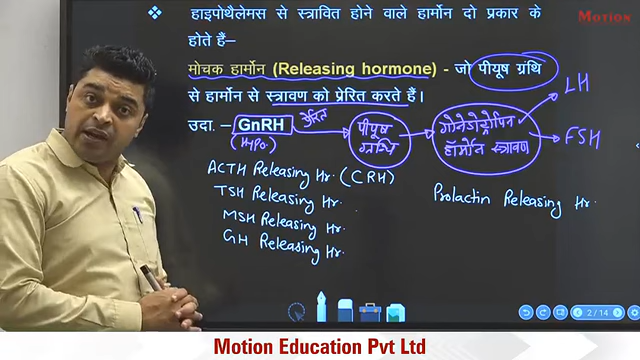 Motion
❖ हाइपोथैलेमस से स्त्रावित होने वाले हार्मोन दो प्रकार के
होते हैं–
मोचक हार्मोन (Releasing hormone) - जो पीयूष ग्रंथि
से हार्मोन से स्त्रावण को प्रेरित करते हैं।
उदा. GnRH प्रेरित पीयूष ग्रन्थि गोनेडोट्रोपिन हॉर्मोन स्त्रावण LH
FSH
(Hypo.)
ACTH Releasing Hr. (CRH)
TSH Releasing Hr.
MSH Releasing Hr.
GH Releasing Hr.
Prolactin Releasing Hr.
2 / 14
Motion Education Pvt Ltd